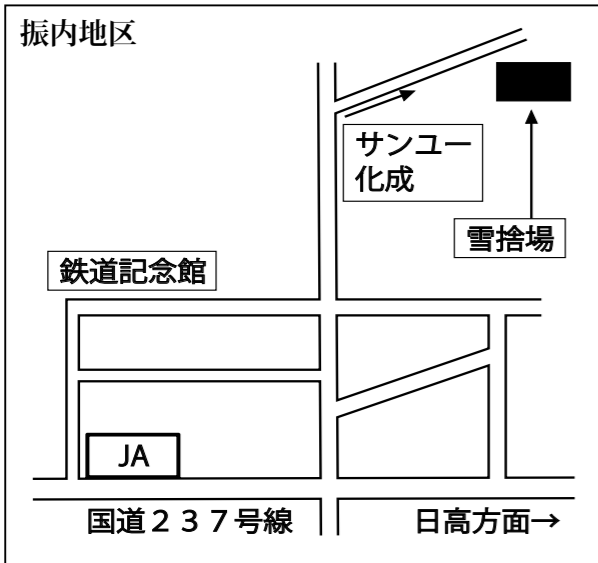 振内地区
サンユー
化成
雪捨場
鉄道記念館
JA
国道２３７号線
日高方面→